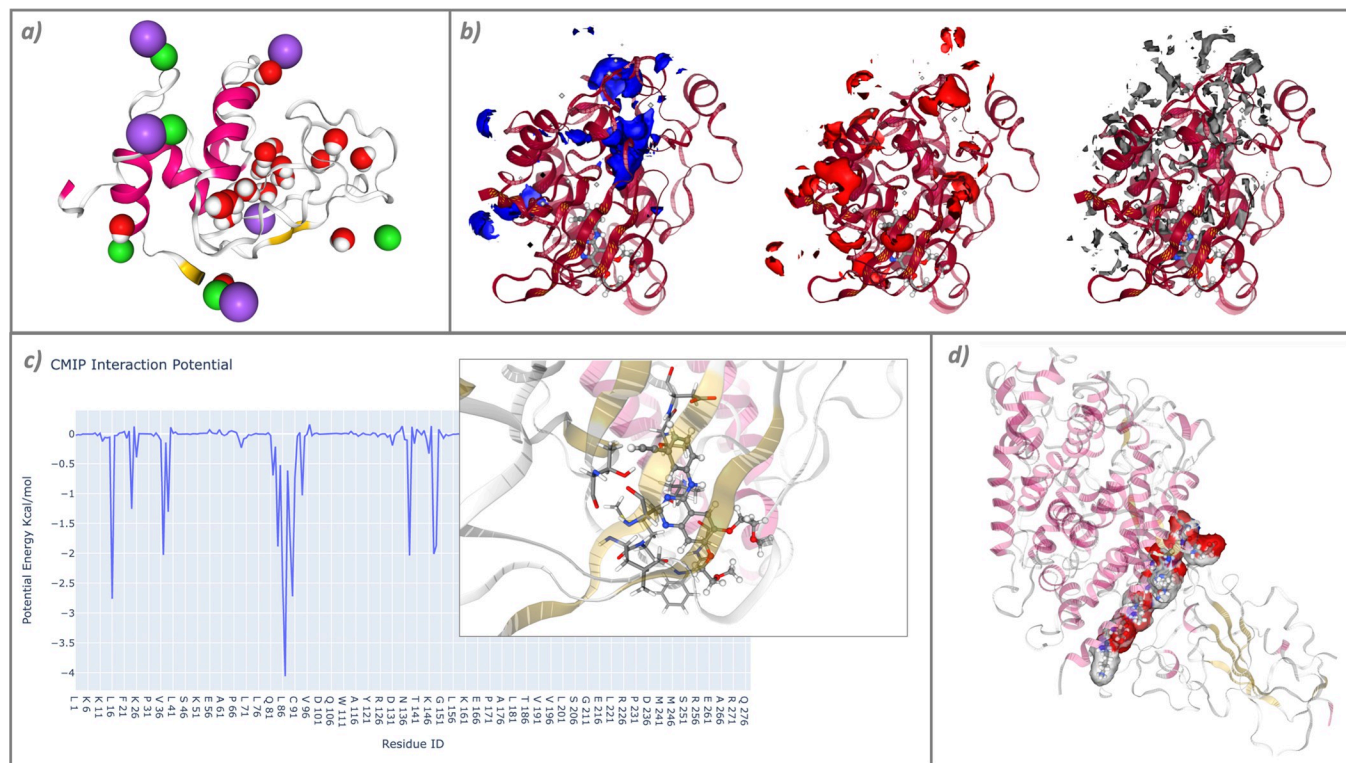 a)
b)
c)
CMIP Interaction Potential
d)
Potential Energy Kcal/mol
0
−0.5
−1
−1.5
−2
−2.5
−3
−3.5
−4
L 1
K 6
K 11
L 16
F 21
K 26
P 31
V 36
L 41
S 46
K 51
E 56
A 61
P 66
L 71
L 76
Q 81
L 86
C 91
V 96
D 101
Q 106
W 111
A 116
Y 121
R 126
D 131
N 136
T 141
K 146
G 151
L 156
K 161
E 166
P 171
A 176
L 181
T 186
V 191
V 196
L 201
S 206
G 211
E 216
L 221
R 226
P 231
D 236
M 241
M 246
S 251
R 256
E 261
A 266
R 271
Q 276
Residue ID